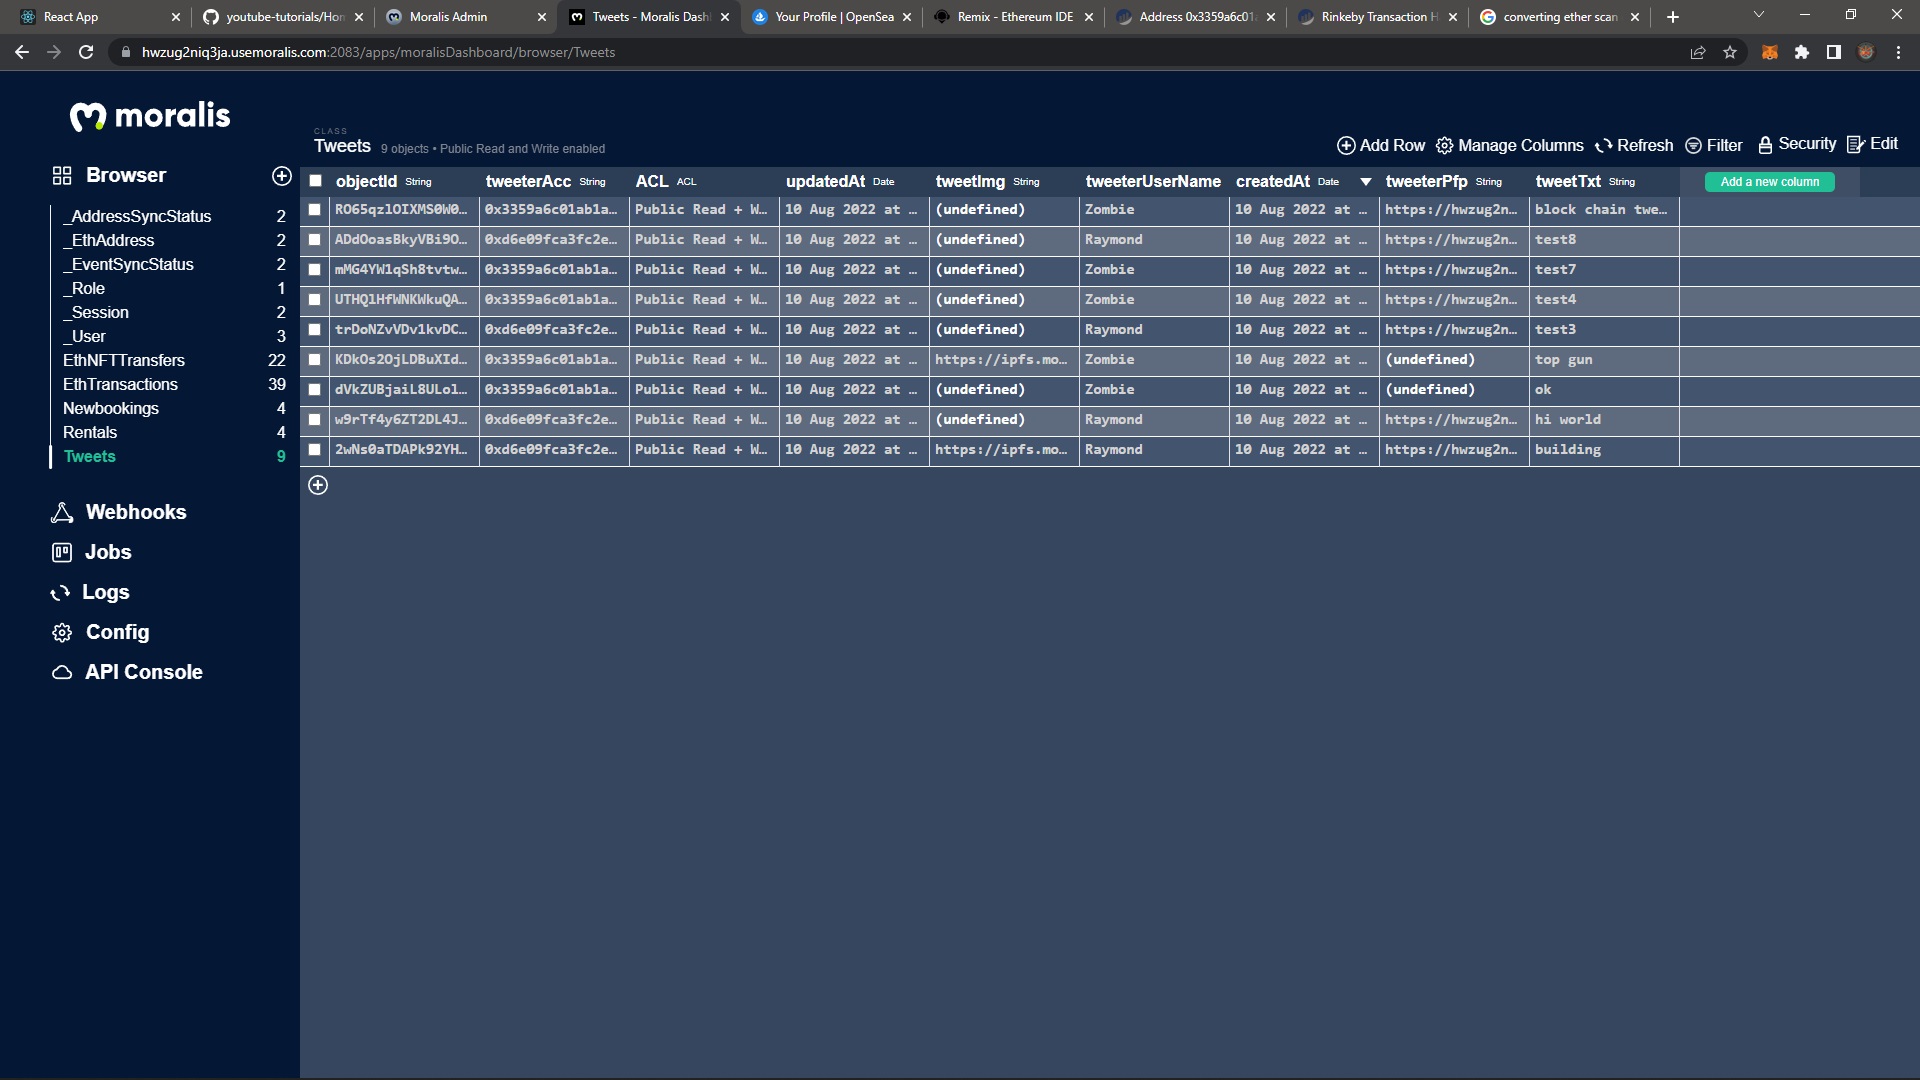 React App
youtube-tutorials/Hon
Moralis Admin
Tweets - Moralis Dash
Your Profile | OpenSea
Remix - Ethereum IDE
Address 0x3359a6c01
Rinkeby Transaction H
converting ether scan
hwzug2niq3ja.usemoralis.com:2083/apps/moralisDashboard/browser/Tweets
moralis
Browser
_AddressSyncStatus 2
_EthAddress 2
_EventSyncStatus 2
_Role 1
_Session 2
_User 3
EthNFTTransfers 22
EthTransactions 39
Newbookings 4
Rentals 4
Tweets 9
Webhooks
Jobs
Logs
Config
API Console
CLASS
Tweets 9 objects • Public Read and Write enabled
Add Row Manage Columns Refresh Filter Security Edit
objectId String tweeterAcc String ACL ACL updatedAt Date tweetImg String tweeterUserName createdAt Date tweeterPfp String tweetTxt String Add a new column
RO65qzlOIXMS0W0… 0x3359a6c01ab1a… Public Read + W… 10 Aug 2022 at … (undefined) Zombie 10 Aug 2022 at … https://hwzug2n… block chain twe…
ADdOoasBkyVBi9O… 0xd6e09fca3fc2e… Public Read + W… 10 Aug 2022 at … (undefined) Raymond 10 Aug 2022 at … https://hwzug2n… test8
mMG4YW1qSh8tvtw… 0x3359a6c01ab1a… Public Read + W… 10 Aug 2022 at … (undefined) Zombie 10 Aug 2022 at … https://hwzug2n… test7
UTHQ1HfWNKWkuQA… 0x3359a6c01ab1a… Public Read + W… 10 Aug 2022 at … (undefined) Zombie 10 Aug 2022 at … https://hwzug2n… test4
trDoNZvVDv1kvDC… 0xd6e09fca3fc2e… Public Read + W… 10 Aug 2022 at … (undefined) Raymond 10 Aug 2022 at … https://hwzug2n… test3
KDkOs2OjLDBuXId… 0x3359a6c01ab1a… Public Read + W… 10 Aug 2022 at … https://ipfs.mo… Zombie 10 Aug 2022 at … (undefined) top gun
dVkZUBjaiL8ULol… 0x3359a6c01ab1a… Public Read + W… 10 Aug 2022 at … (undefined) Zombie 10 Aug 2022 at … (undefined) ok
w9rTf4y6ZT2DL4J… 0xd6e09fca3fc2e… Public Read + W… 10 Aug 2022 at … (undefined) Raymond 10 Aug 2022 at … https://hwzug2n… hi world
2wNs0aTDAPk92YH… 0xd6e09fca3fc2e… Public Read + W… 10 Aug 2022 at … https://ipfs.mo… Raymond 10 Aug 2022 at … https://hwzug2n… building